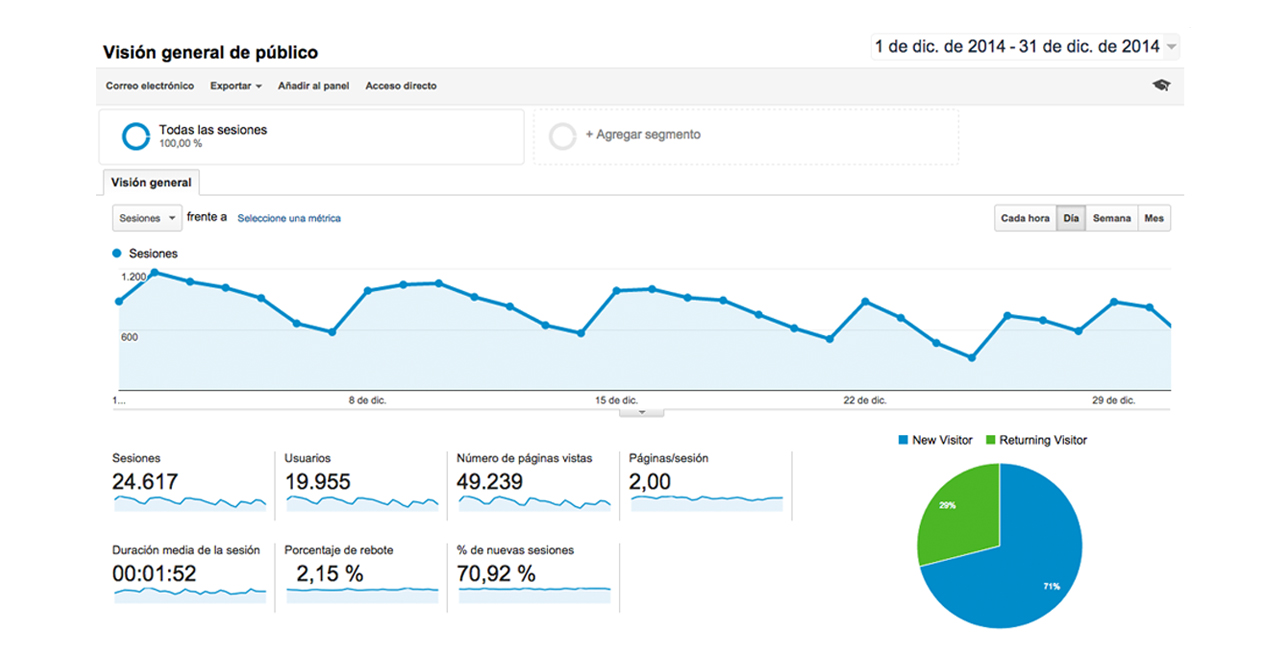 Visión general de público
1 de dic. de 2014 - 31 de dic. de 2014
Correo electrónico Exportar Añadir al panel Acceso directo
Todas las sesiones
100,00 %
+ Agregar segmento
Visión general
Sesiones frente a Seleccione una métrica
Cada hora Día Semana Mes
Sesiones
1.200
600
1... 8 de dic. 15 de dic. 22 de dic. 29 de dic.
New Visitor Returning Visitor
Sesiones Usuarios Número de páginas vistas Páginas/sesión
24.617 19.955 49.239 2,00
29%
Duración media de la sesión Porcentaje de rebote % de nuevas sesiones
00:01:52 2,15 % 70,92 %
71%